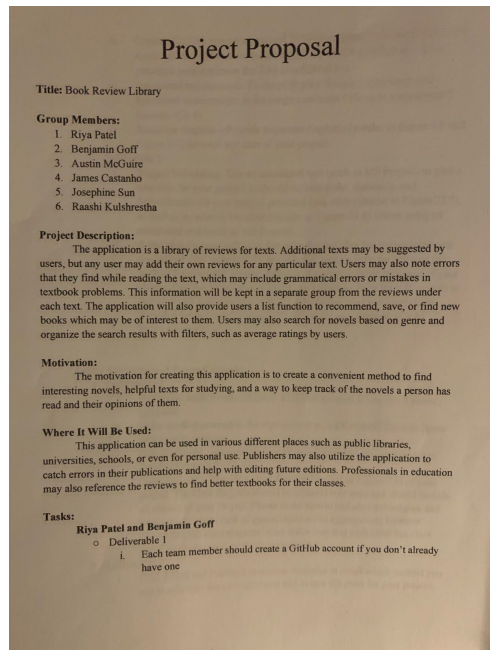 Project Proposal
Title: Book Review Library
Group Members:
1. Riya Patel
2. Benjamin Goff
3. Austin McGuire
4. James Castanho
5. Josephine Sun
6. Raashi Kulshrestha
Project Description:
The application is a library of reviews for texts. Additional texts may be suggested by
users, but any user may add their own reviews for any particular text. Users may also note errors
that they find while reading the text, which may include grammatical errors or mistakes in
textbook problems. This information will be kept in a separate group from the reviews under
each text. The application will also provide users a list function to recommend, save, or find new
books which may be of interest to them. Users may also search for novels based on genre and
organize the search results with filters, such as average ratings by users.
Motivation:
The motivation for creating this application is to create a convenient method to find
interesting novels, helpful texts for studying, and a way to keep track of the novels a person has
read and their opinions of them.
Where It Will Be Used:
This application can be used in various different places such as public libraries,
universities, schools, or even for personal use. Publishers may also utilize the application to
catch errors in their publications and help with editing future editions. Professionals in education
may also reference the reviews to find better textbooks for their classes.
Tasks:
Riya Patel and Benjamin Goff
o Deliverable 1
i. Each team member should create a GitHub account if you don't already
have one